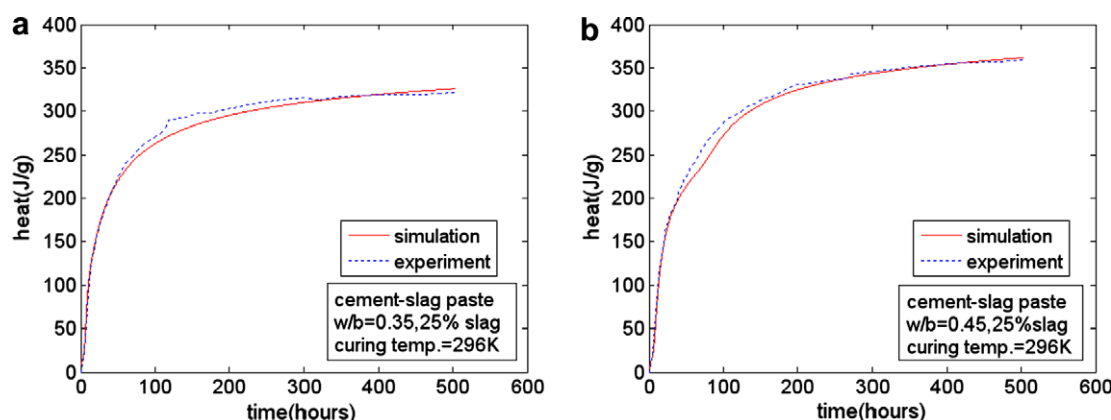 a
400
350
300
250
200
150
100
50
0
heat(J/g)
simulation
experiment
cement-slag paste
w/b=0.35,25% slag
curing temp.=296K
0 100 200 300 400 500 600
time(hours)
b
400
350
300
250
200
150
100
50
0
heat(J/g)
simulation
experiment
cement-slag paste
w/b=0.45,25%slag
curing temp.=296K
0 100 200 300 400 500 600
time(hours)